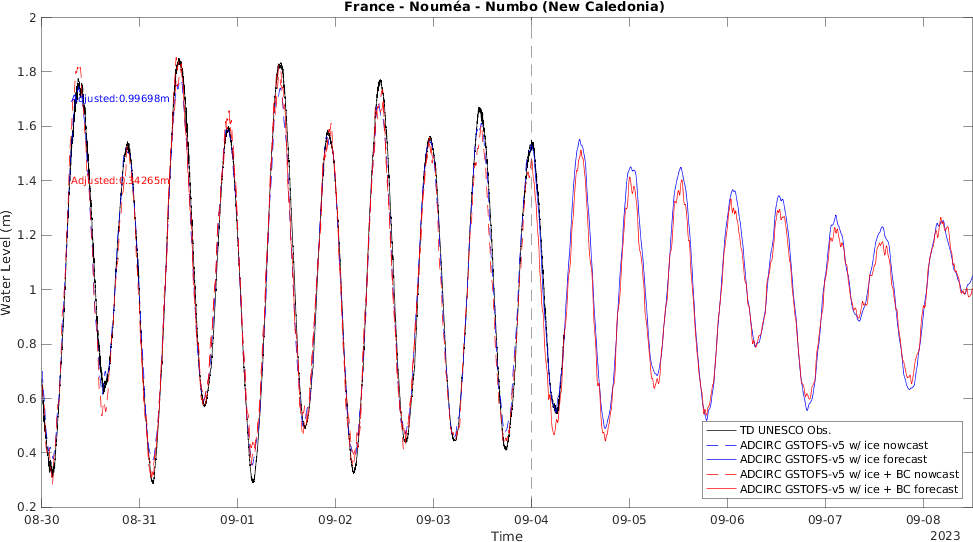 France - Nouméa - Numbo (New Caledonia)
2
1.8
Adjusted:0.99698m
1.6
1.4
Adjusted:0.34265m
1.2
1
0.8
0.6
0.4
0.2
Water Level (m)
TD UNESCO Obs.
ADCIRC GSTOFS-v5 w/ ice nowcast
ADCIRC GSTOFS-v5 w/ ice forecast
ADCIRC GSTOFS-v5 w/ ice + BC nowcast
ADCIRC GSTOFS-v5 w/ ice + BC forecast
08-30 08-31 09-01 09-02 09-03 09-04 09-05 09-06 09-07 09-08
2023
Time